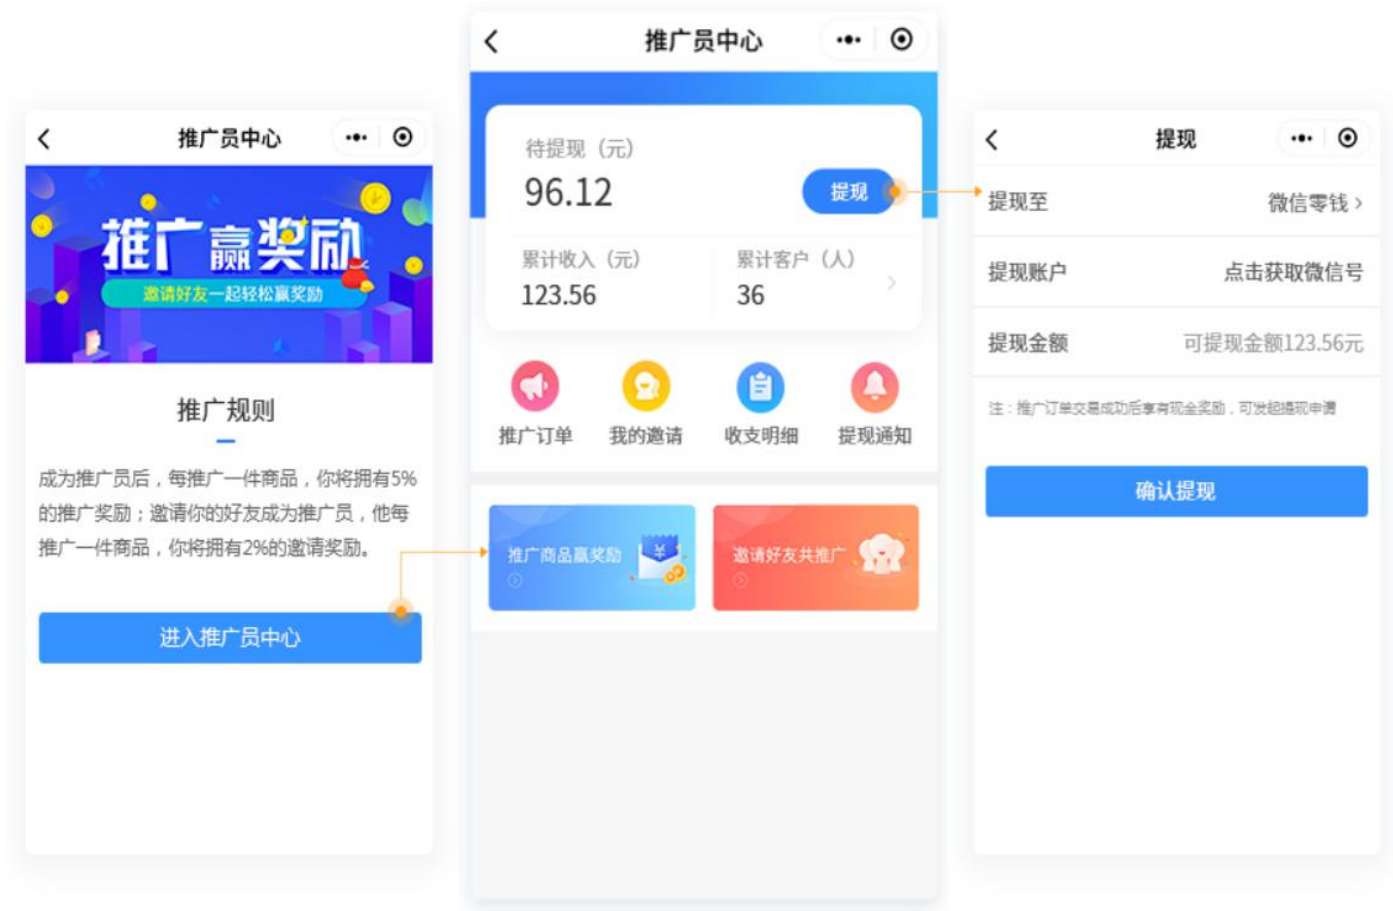 推广员中心
推广赢奖励
邀请好友一起轻松赢奖励
推广规则
成为推广员后，每推广一件商品，你将拥有5%
的推广奖励；邀请你的好友成为推广员，他每
推广一件商品，你将拥有2%的邀请奖励。
进入推广员中心
推广员中心
待提现（元）
96.12
提现
累计收入（元）
累计客户（人）
123.56
36
推广订单
我的邀请
收支明细
提现通知
推广商品赢奖励
¥
邀请好友共推广
提现
提现至
微信零钱
提现账户
点击获取微信号
提现金额
可提现金额123.56元
注：推广订单交易成功后享有现金奖励，可发起提现申请
确认提现